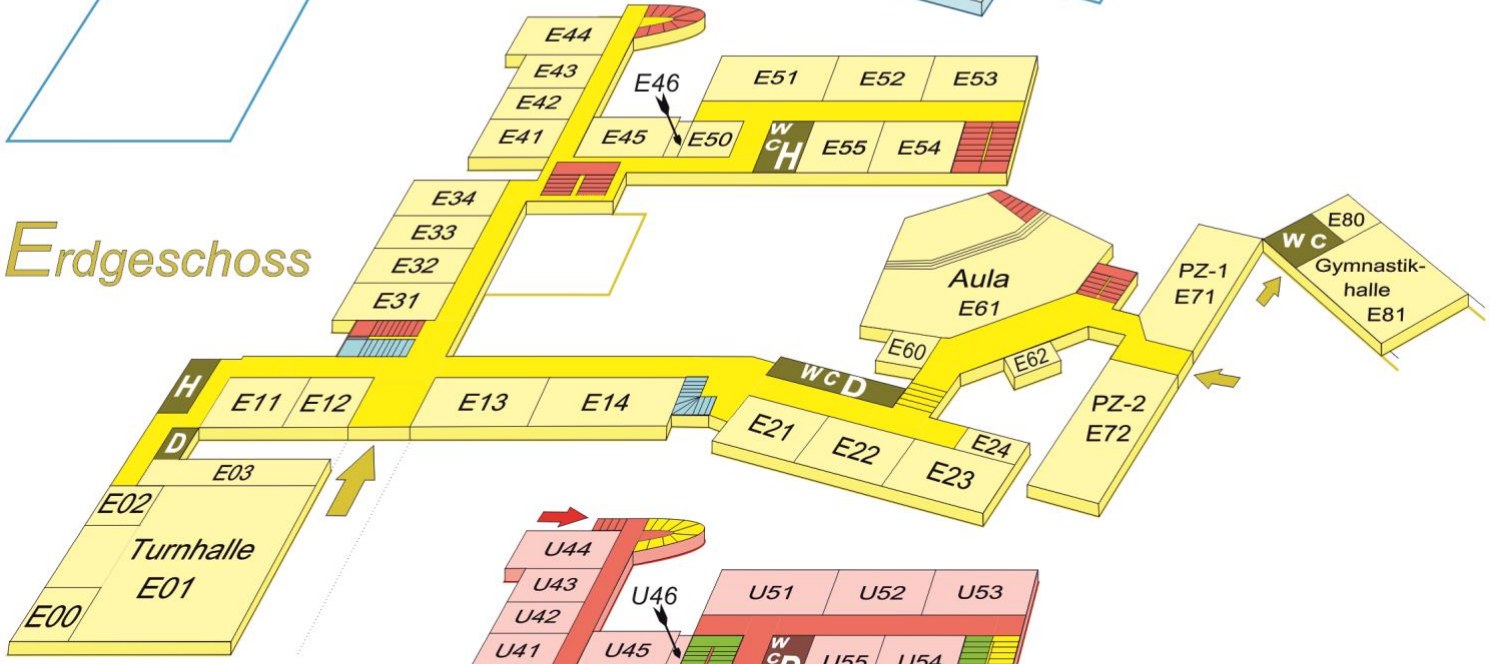 E44
E43
E42
E41
E46
E45
E50
E51
E52
E53
WC H
E55
E54
E34
E33
E32
E31
Erdgeschoss
Aula
E61
E60
E62
PZ-1
E71
PZ-2
E72
WC
E80
Gymnastik-
halle
E81
H
D
E11
E12
E13
E14
WC D
E21
E22
E23
E24
E03
E02
Turnhalle
E01
E00
U44
U43
U42
U41
U46
U45
U51
U52
U53
WC D
U55
U54